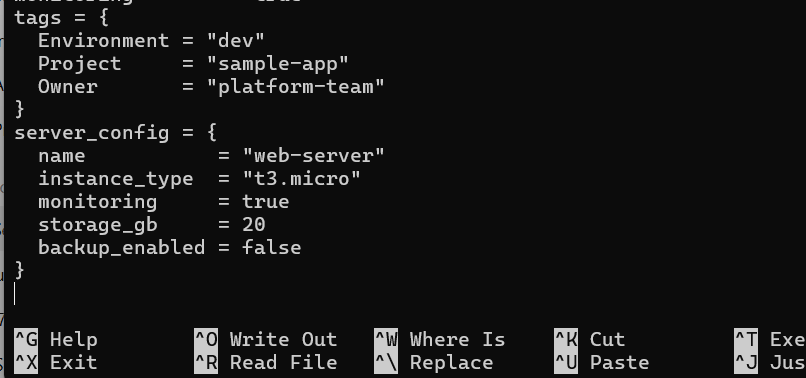 tags = {
  Environment = "dev"
  Project     = "sample-app"
  Owner       = "platform-team"
}
server_config = {
  name           = "web-server"
  instance_type  = "t3.micro"
  monitoring     = true
  storage_gb     = 20
  backup_enabled = false
}
^G Help ^O Write Out ^W Where Is ^K Cut ^T Exe
^X Exit ^R Read File ^\ Replace ^U Paste ^J Jus